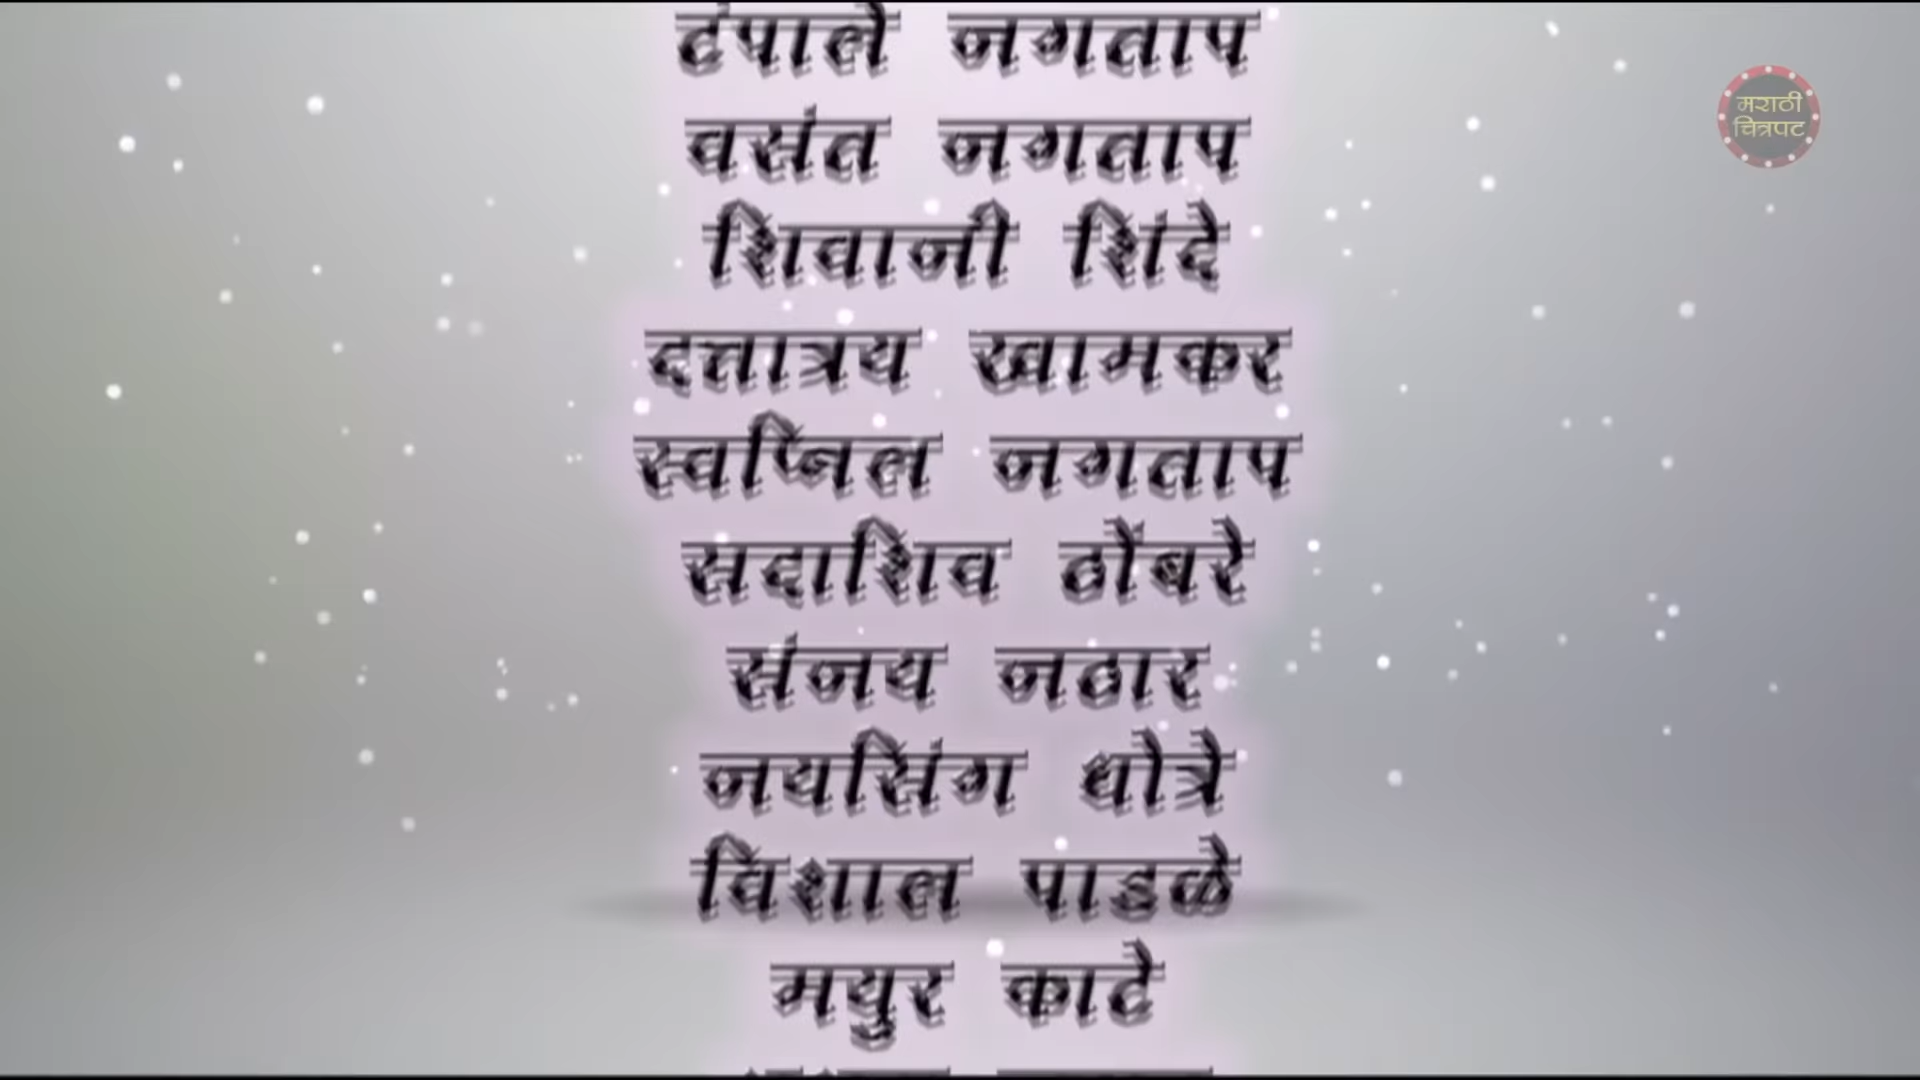 टंपाले जगताप
वसंत जगताप
शिवाजी शिंदे
दत्तात्रय खामकर
स्वप्निल जगताप
सदाशिव ठोंबरे
संजय जठार
जयसिंग धोत्रे
विशाल पाडळे
मयुर काटे
मराठी
चित्रपट